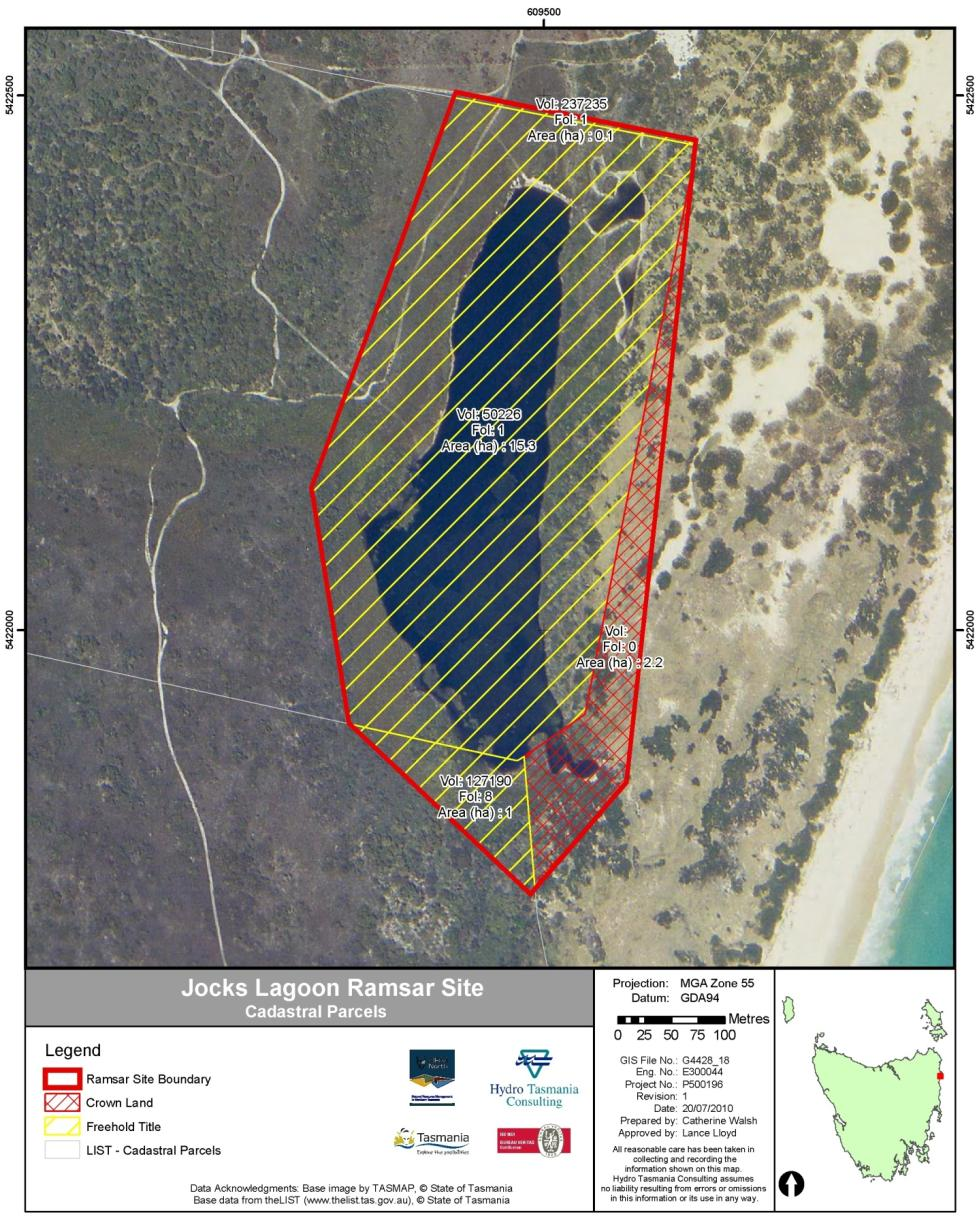 609500
5422500
5422500
Vol: 237235
Fol: 1
Area (ha) : 0.1
Vol: 50226
Fol: 1
Area (ha) : 15.3
5422000
5422000
Vol:
Fol: 0
Area (ha) : 2.2
Vol: 127190
Fol: 8
Area (ha) : 1
Jocks Lagoon Ramsar Site
Cadastral Parcels
Legend
Ramsar Site Boundary
Crown Land
Freehold Title
LIST - Cadastral Parcels
North
Hydro Tasmania
Consulting
Tasmania
Explore the possibilities
BUREAU VERITAS
Certification
Data Acknowledgments: Base image by TASMAP, © State of Tasmania
Base data from theLIST (www.thelist.tas.gov.au), © State of Tasmania
Projection: MGA Zone 55
Datum: GDA94
Metres
0 25 50 75 100
GIS File No.: G4428_18
Eng. No.: E300044
Project No.: P500196
Revision: 1
Date: 20/07/2010
Prepared by: Catherine Walsh
Approved by: Lance Lloyd
All reasonable care has been taken in
collecting and recording the
information shown on this map.
Hydro Tasmania Consulting assumes
no liability resulting from errors or omissions
in this information or its use in any way.